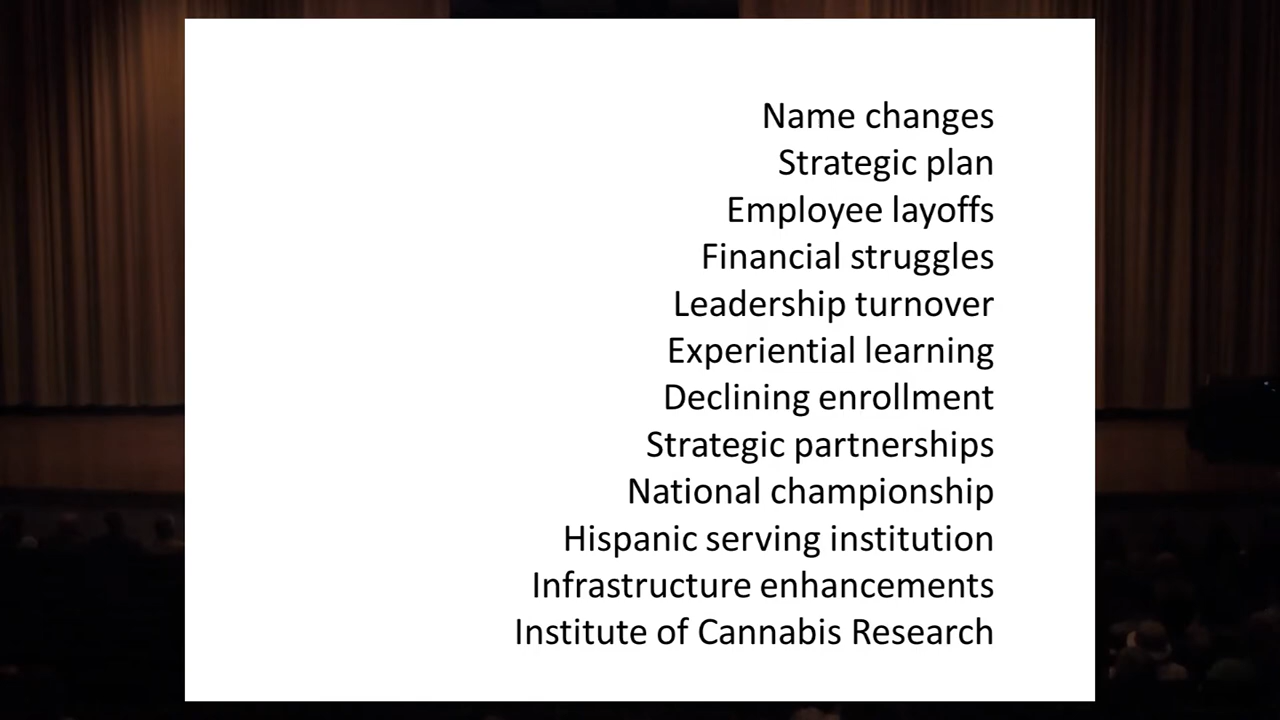 Name changes
Strategic plan
Employee layoffs
Financial struggles
Leadership turnover
Experiential learning
Declining enrollment
Strategic partnerships
National championship
Hispanic serving institution
Infrastructure enhancements
Institute of Cannabis Research